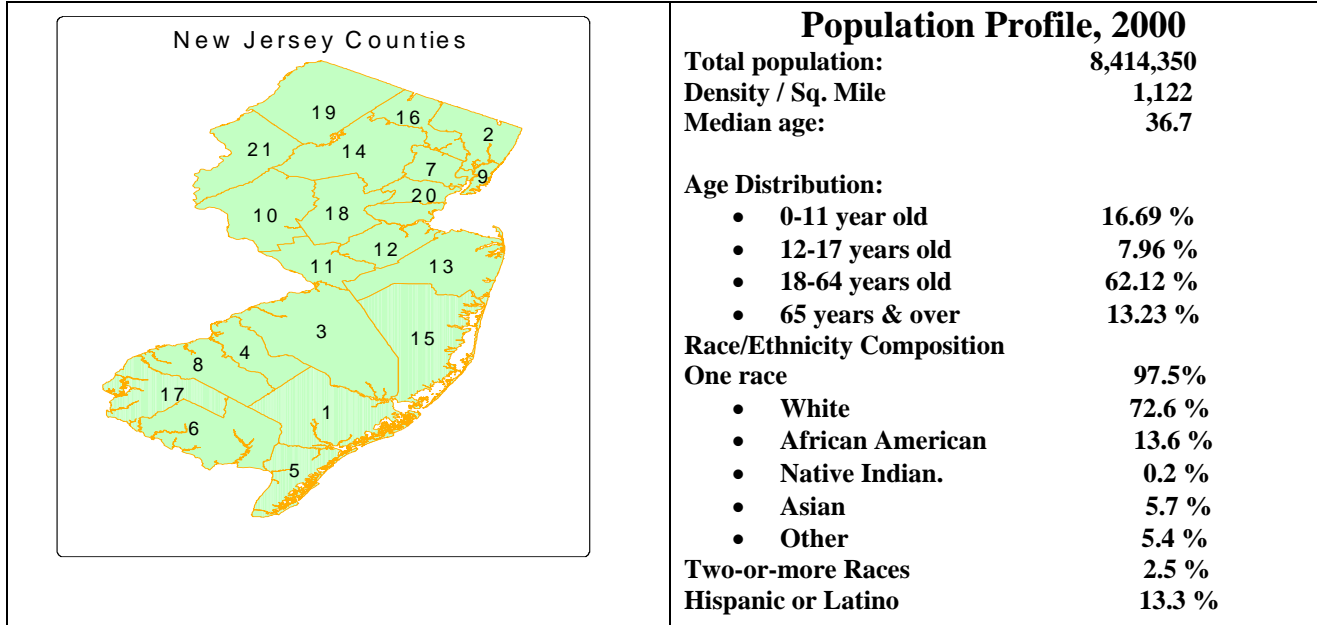 New Jersey Counties
19
16
2
21
14
7
9
20
10
18
12
11
13
3
15
4
8
17
1
6
5
Population Profile, 2000
Total population: 8,414,350
Density / Sq. Mile 1,122
Median age: 36.7
Age Distribution:
• 0-11 year old 16.69 %
• 12-17 years old 7.96 %
• 18-64 years old 62.12 %
• 65 years & over 13.23 %
Race/Ethnicity Composition
One race 97.5%
• White 72.6 %
• African American 13.6 %
• Native Indian. 0.2 %
• Asian 5.7 %
• Other 5.4 %
Two-or-more Races 2.5 %
Hispanic or Latino 13.3 %